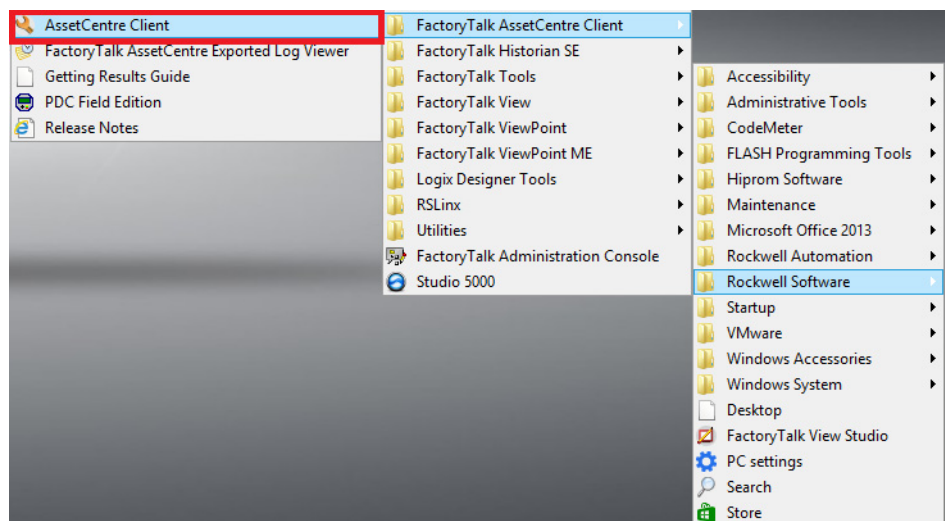 AssetCentre Client
FactoryTalk AssetCentre Exported Log Viewer
Getting Results Guide
PDC Field Edition
Release Notes
FactoryTalk AssetCentre Client
FactoryTalk Historian SE
FactoryTalk Tools
FactoryTalk View
FactoryTalk ViewPoint
FactoryTalk ViewPoint ME
Logix Designer Tools
RSLinx
Utilities
FactoryTalk Administration Console
Studio 5000
Accessibility
Administrative Tools
CodeMeter
FLASH Programming Tools
Hiprom Software
Maintenance
Microsoft Office 2013
Rockwell Automation
Rockwell Software
Startup
VMware
Windows Accessories
Windows System
Desktop
FactoryTalk View Studio
PC settings
Search
Store